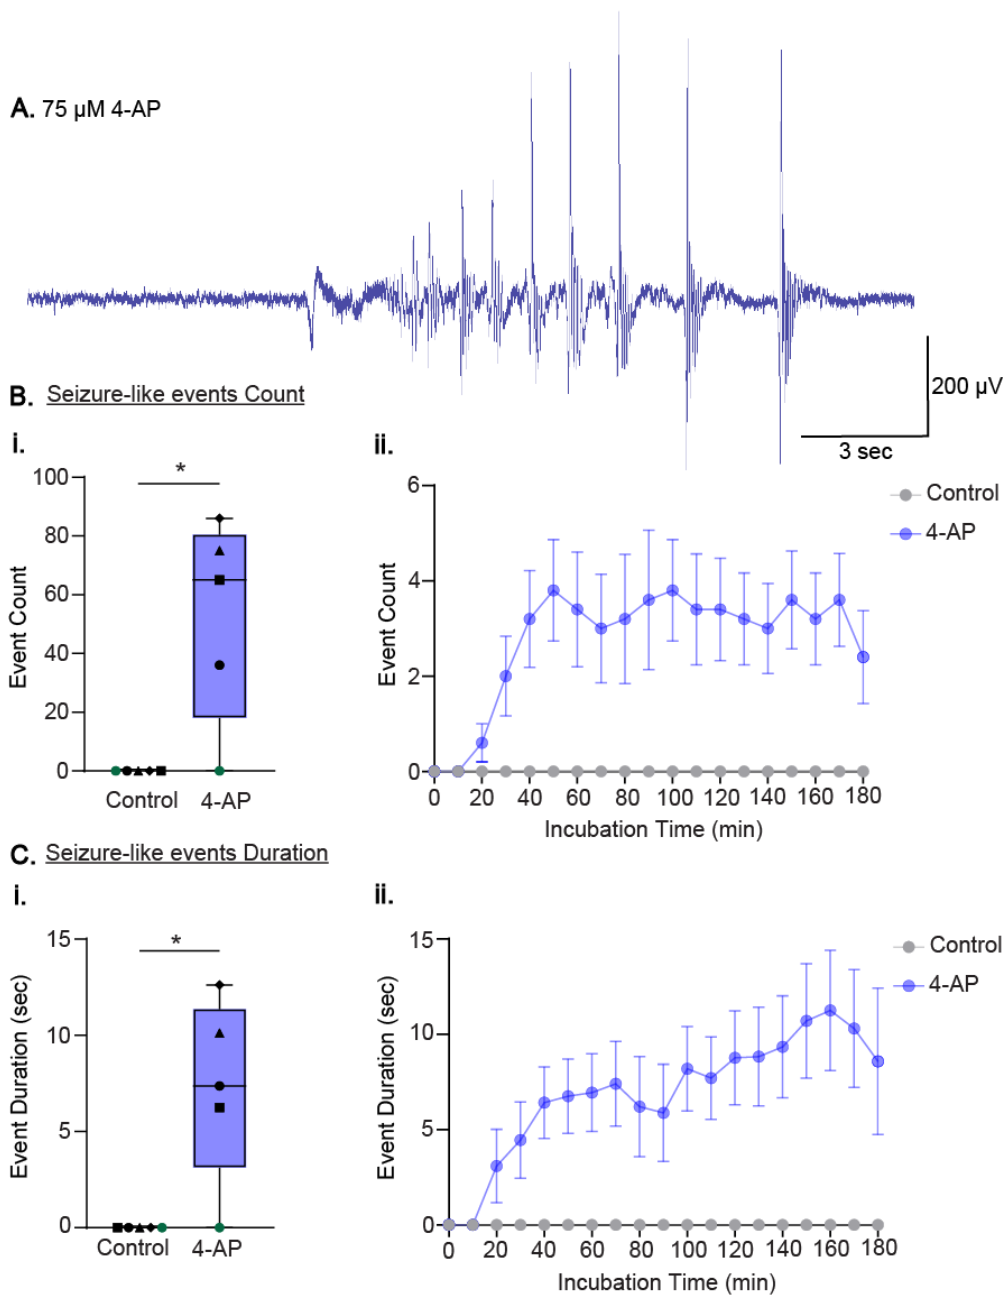 A. 75 µM 4-AP
200 µV
3 sec
B. Seizure-like events Count
i.
*
100
80
60
40
20
0
Event Count
Control 4-AP
ii.
6
4
2
0
Event Count
0 20 40 60 80 100 120 140 160 180
Incubation Time (min)
Control
4-AP
C. Seizure-like events Duration
i.
*
15
10
5
0
Event Duration (sec)
Control 4-AP
ii.
15
10
5
0
Event Duration (sec)
0 20 40 60 80 100 120 140 160 180
Incubation Time (min)
Control
4-AP